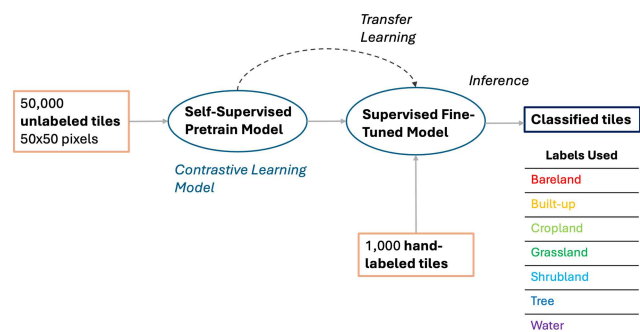 Transfer
Learning
Inference
50,000
unlabeled tiles
50x50 pixels
Self-Supervised
Pretrain Model
Supervised Fine-
Tuned Model
Classified tiles
Contrastive Learning
Model
1,000 hand-
labeled tiles
Labels Used
Bareland
Built-up
Cropland
Grassland
Shrubland
Tree
Water